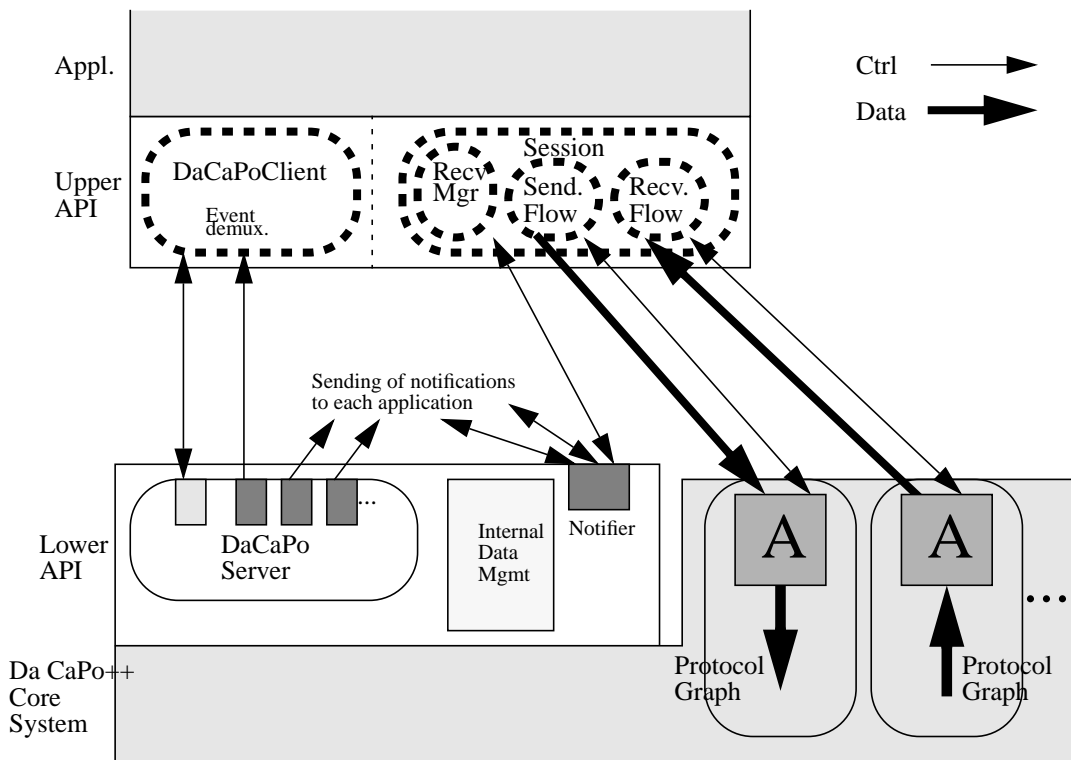 Appl.
Ctrl
Data
Upper
API
DaCaPoClient
Event
demux.
Session
Recv
Mgr
Send.
Flow
Recv.
Flow
Sending of notifications
to each application
Lower
API
...
DaCaPo
Server
Internal
Data
Mgmt
Notifier
A
A
....
Da CaPo++
Core
System
Protocol
Graph
Protocol
Graph